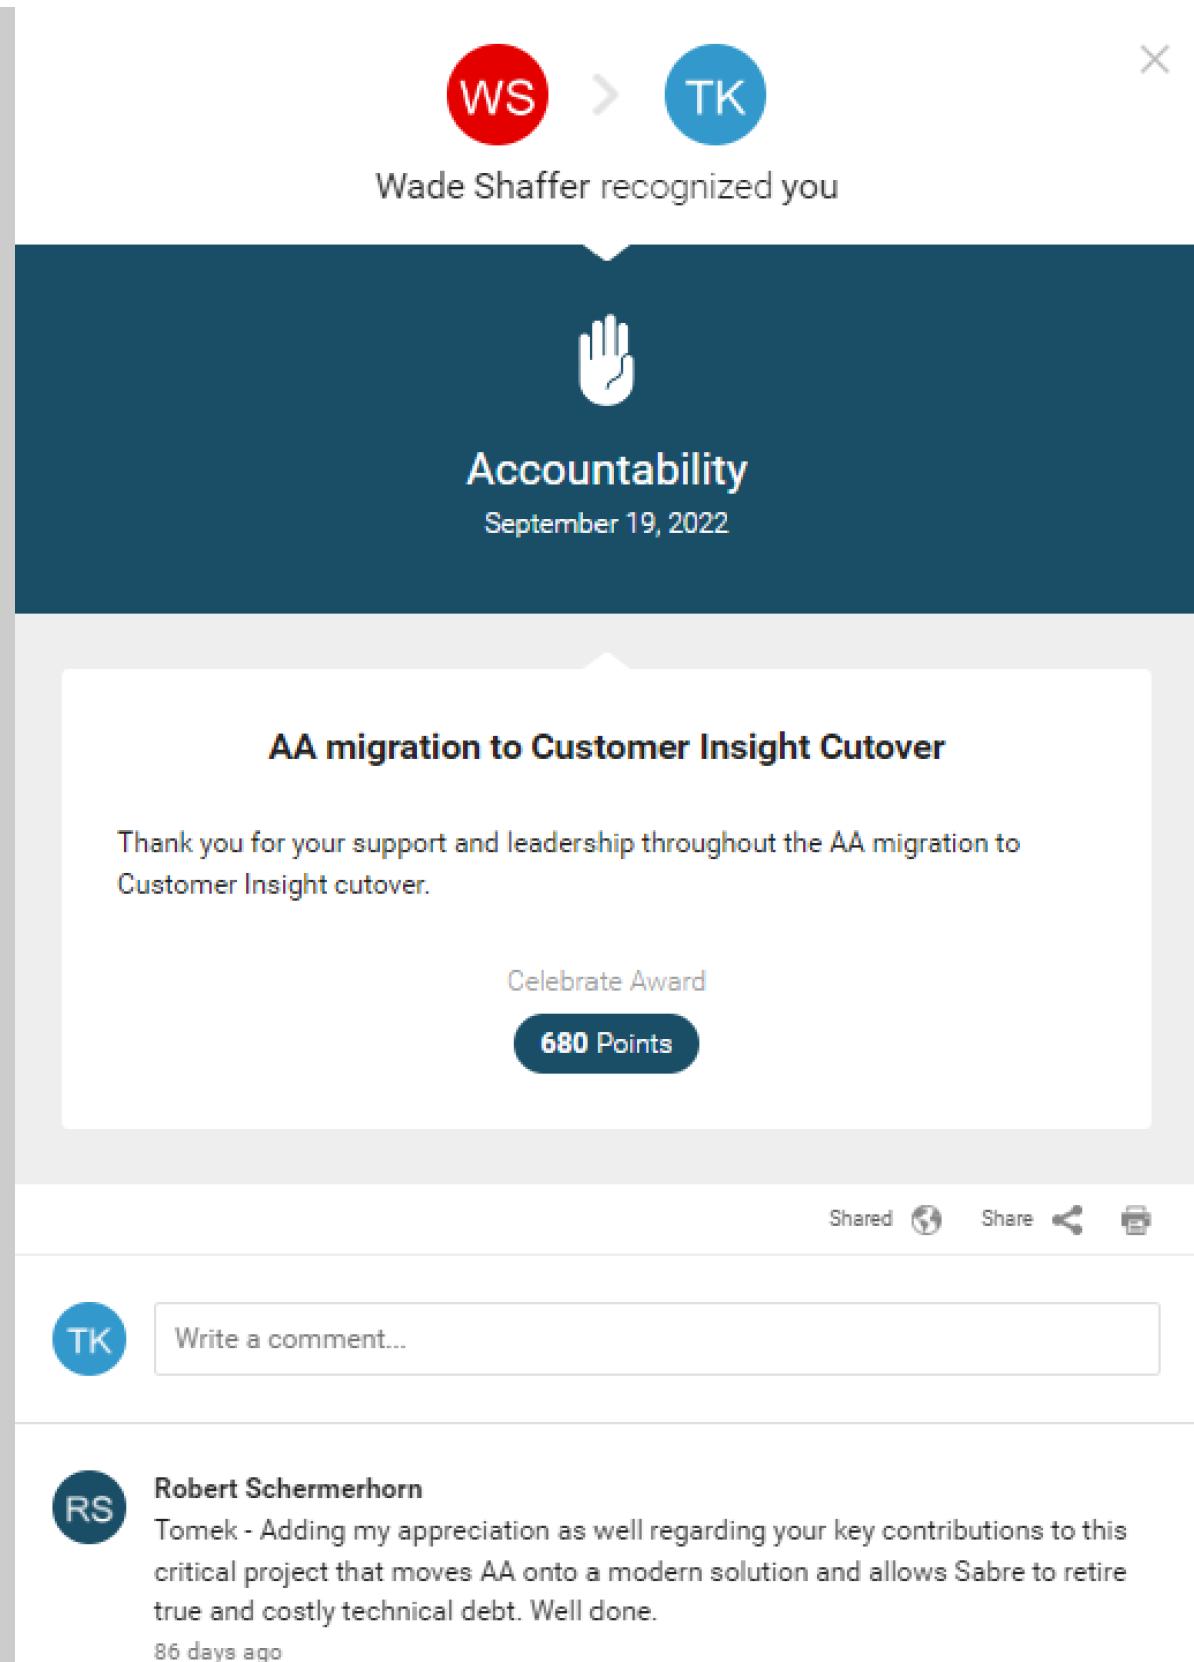 WS
TK
Wade Shaffer recognized you
Accountability
September 19, 2022
AA migration to Customer Insight Cutover
Thank you for your support and leadership throughout the AA migration to
Customer Insight cutover.
Celebrate Award
680 Points
Shared
Share
TK
Write a comment...
RS
Robert Schermerhorn
Tomek - Adding my appreciation as well regarding your key contributions to this
critical project that moves AA onto a modern solution and allows Sabre to retire
true and costly technical debt. Well done.
86 days ago